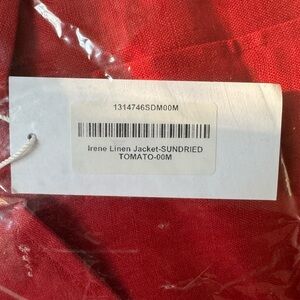 1314746SDM00M
Irene Linen Jacket-SUNDRIED
TOMATO-00M